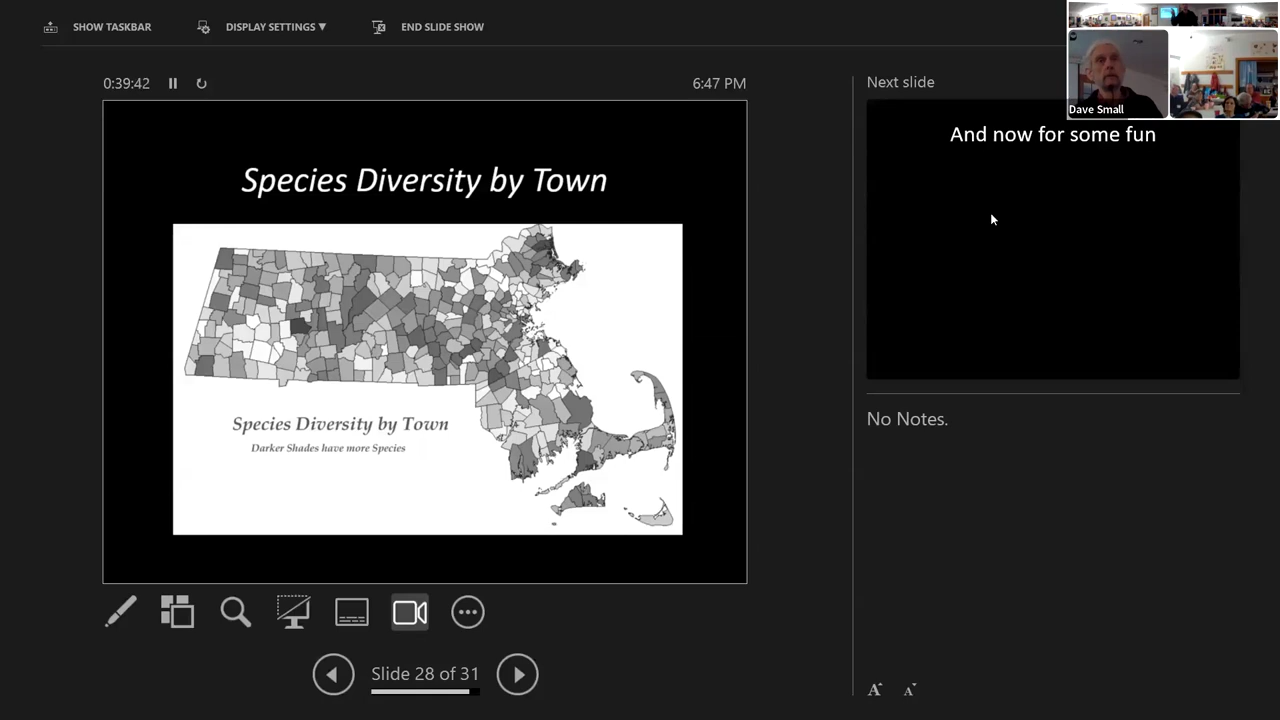 SHOW TASKBAR
DISPLAY SETTINGS ▼
END SLIDE SHOW
0:39:42
6:47 PM
Next slide
Dave Small
Species Diversity by Town
And now for some fun
Species Diversity by Town
Darker Shades have more Species
No Notes.
Slide 28 of 31
A A